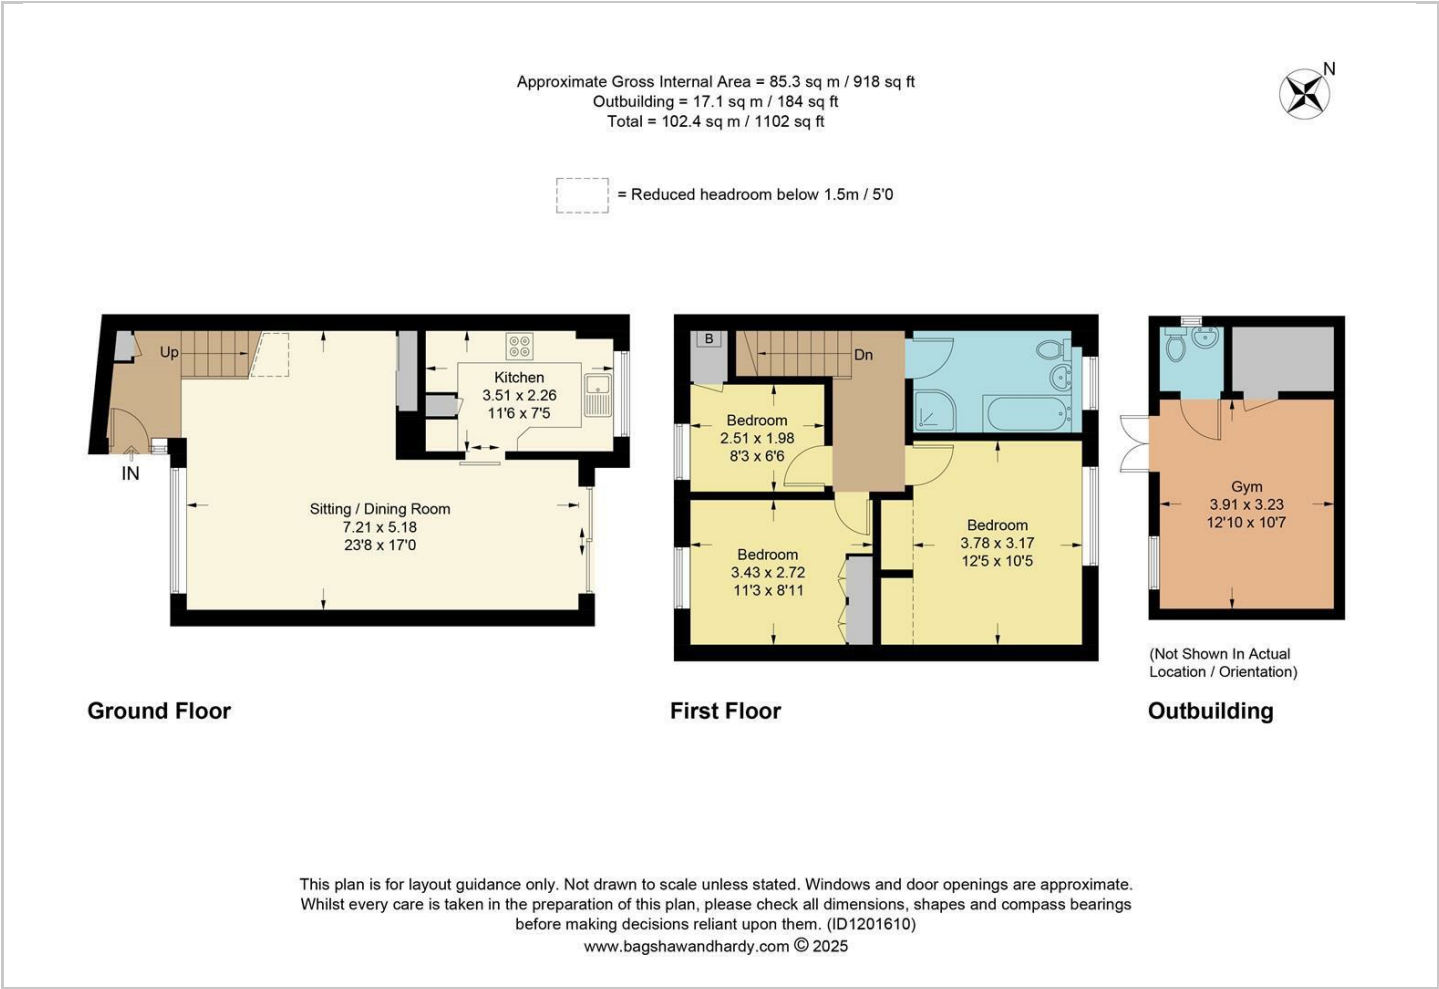 Approximate Gross Internal Area = 85.3 sq m / 918 sq ft
Outbuilding = 17.1 sq m / 184 sq ft
Total = 102.4 sq m / 1102 sq ft
N
= Reduced headroom below 1.5m / 5'0
Up
Kitchen
3.51 x 2.26
11'6 x 7'5
IN
Sitting / Dining Room
7.21 x 5.18
23'8 x 17'0
Ground Floor
B
Dn
Bedroom
2.51 x 1.98
8'3 x 6'6
Bedroom
3.43 x 2.72
11'3 x 8'11
Bedroom
3.78 x 3.17
12'5 x 10'5
First Floor
Gym
3.91 x 3.23
12'10 x 10'7
(Not Shown In Actual
Location / Orientation)
Outbuilding
This plan is for layout guidance only. Not drawn to scale unless stated. Windows and door openings are approximate.
Whilst every care is taken in the preparation of this plan, please check all dimensions, shapes and compass bearings
before making decisions reliant upon them. (ID1201610)
www.bagshawandhardy.com © 2025